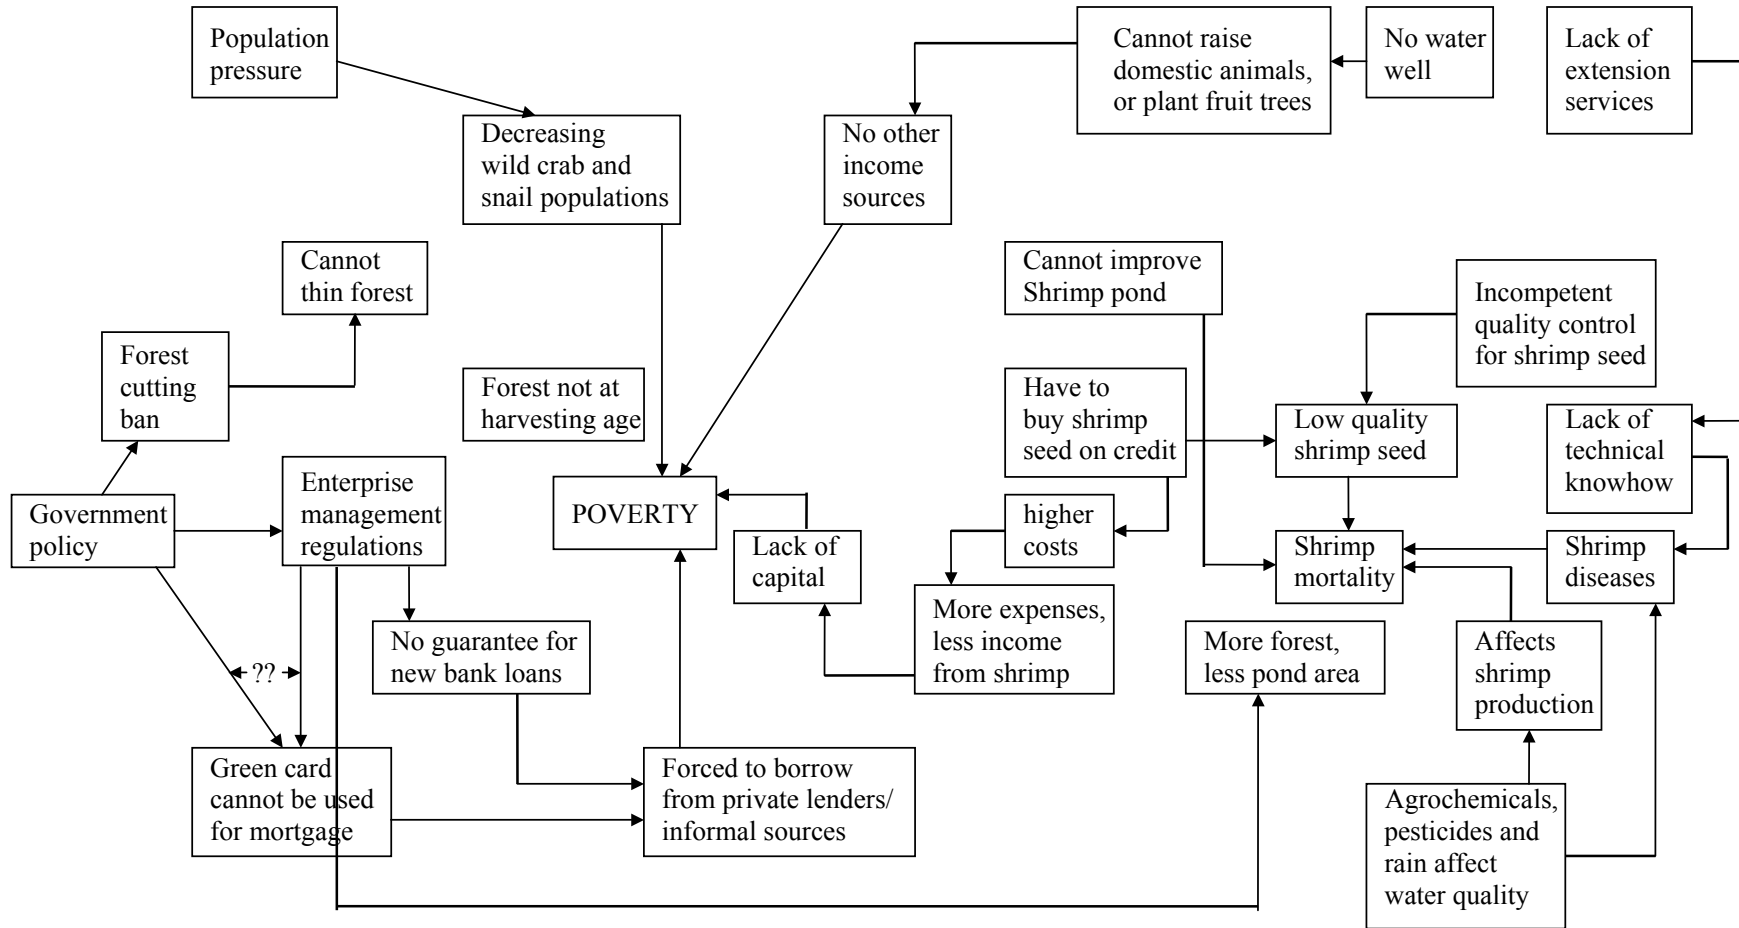 Population
pressure
Cannot raise
domestic animals,
or plant fruit trees
No water
well
Lack of
extension
services
Decreasing
wild crab and
snail populations
No other
income
sources
Cannot
thin forest
Cannot improve
Shrimp pond
Incompetent
quality control
for shrimp seed
Forest
cutting
ban
Forest not at
harvesting age
Have to
buy shrimp
seed on credit
Low quality
shrimp seed
Lack of
technical
knowhow
Government
policy
Enterprise
management
regulations
POVERTY
Lack of
capital
higher
costs
Shrimp
mortality
Shrimp
diseases
No guarantee for
new bank loans
More expenses,
less income
from shrimp
More forest,
less pond area
Affects
shrimp
production
??
Green card
cannot be used
for mortgage
Forced to borrow
from private lenders/
informal sources
Agrochemicals,
pesticides and
rain affect
water quality